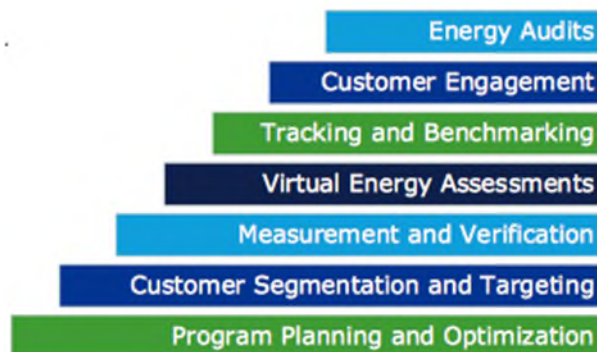 Energy Audits
Customer Engagement
Tracking and Benchmarking
Virtual Energy Assessments
Measurement and Verification
Customer Segmentation and Targeting
Program Planning and Optimization